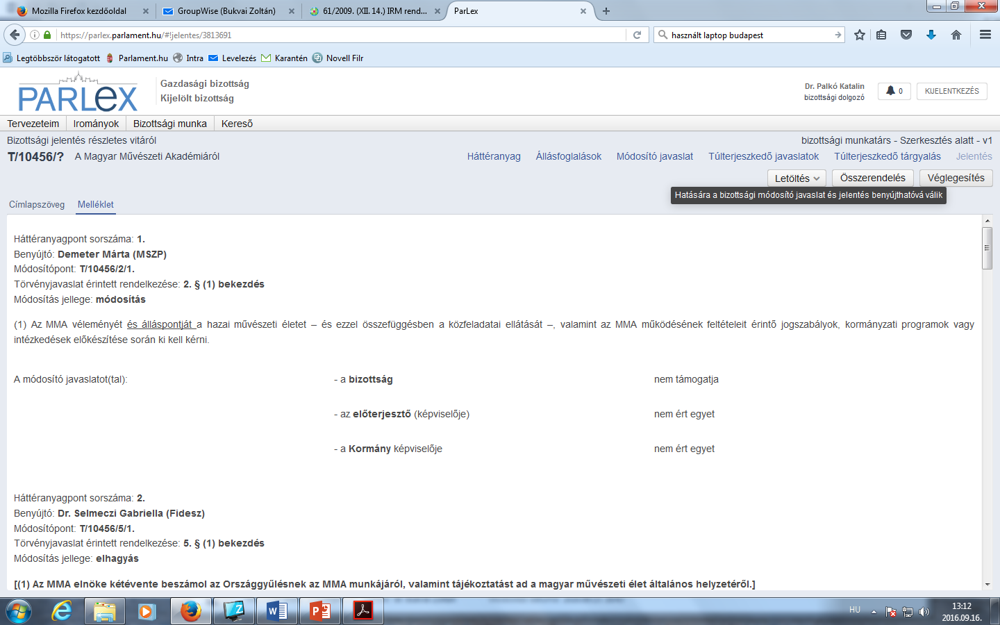 Mozilla Firefox kezdőoldal
GroupWise (Bukvai Zoltán)
61/2009. (XII. 14.) IRM rend...
ParLex
https://parlex.parlament.hu/#!jelentes/3813691
használt laptop budapest
Legtöbbször látogatott Parlament.hu Intra Levelezés Karantén Novell Filr
PARLEX
Gazdasági bizottság
Kijelölt bizottság
Dr. Palkó Katalin
bizottsági dolgozó
0
KIJELENTKEZÉS
Tervezeteim Irományok Bizottsági munka Kereső
Bizottsági jelentés részletes vitáról
bizottsági munkatárs - Szerkesztés alatt - v1
T/10456/? A Magyar Művészeti Akadémiáról
Háttéranyag Állásfoglalások Módosító javaslat Túlterjeszkedő javaslatok Túlterjeszkedő tárgyalás Jelentés
Letöltés Összerendelés Véglegesítés
Hatására a bizottsági módosító javaslat és jelentés benyújthatóvá válik
Címlapszöveg Melléklet
Háttéranyagpont sorszáma: 1.
Benyújtó: Demeter Márta (MSZP)
Módosítópont: T/10456/2/1.
Törvényjavaslat érintett rendelkezése: 2. § (1) bekezdés
Módosítás jellege: módosítás
(1) Az MMA véleményét és álláspontját a hazai művészeti életet – és ezzel összefüggésben a közfeladatai ellátását –, valamint az MMA működésének feltételeit érintő jogszabályok, kormányzati programok vagy
intézkedések előkészítése során ki kell kérni.
A módosító javaslatot(tal): - a bizottság nem támogatja
- az előterjesztő (képviselője) nem ért egyet
- a Kormány képviselője nem ért egyet
Háttéranyagpont sorszáma: 2.
Benyújtó: Dr. Selmeczi Gabriella (Fidesz)
Módosítópont: T/10456/5/1.
Törvényjavaslat érintett rendelkezése: 5. § (1) bekezdés
Módosítás jellege: elhagyás
[(1) Az MMA elnöke kétévente beszámol az Országgyűlésnek az MMA munkájáról, valamint tájékoztatást ad a magyar művészeti élet általános helyzetéről.]
HU
13:12
2016.09.16.